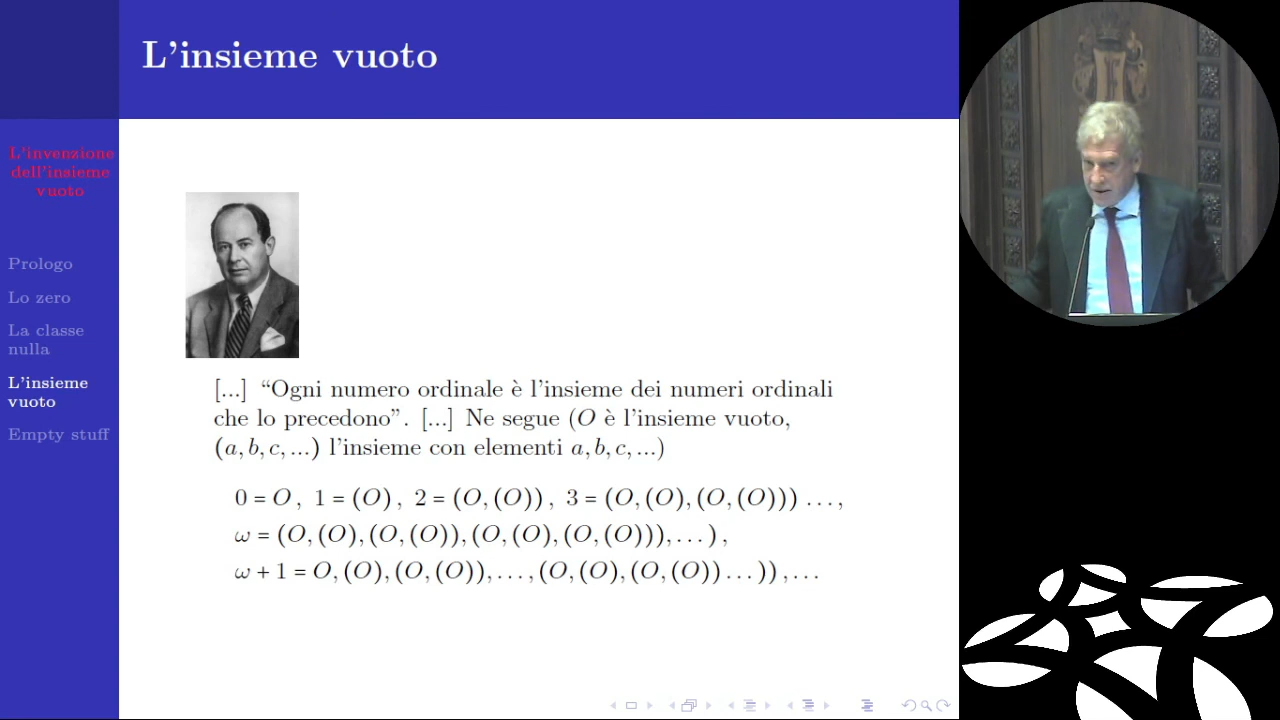 L'insieme vuoto
L'invenzione
dell'insieme
vuoto
Prologo
Lo zero
La classe
nulla
L'insieme
vuoto
Empty stuff
[...] “Ogni numero ordinale è l'insieme dei numeri ordinali
che lo precedono”. [...] Ne segue (O è l'insieme vuoto,
(a, b, c, ...) l'insieme con elementi a, b, c, ...)
0 = O , 1 = (O) , 2 = (O, (O)) , 3 = (O, (O), (O, (O))) ... ,
ω = (O, (O), (O, (O)), (O, (O), (O, (O))), ... ) ,
ω + 1 = O, (O), (O, (O)), ... , (O, (O), (O, (O)) ... )) , ...